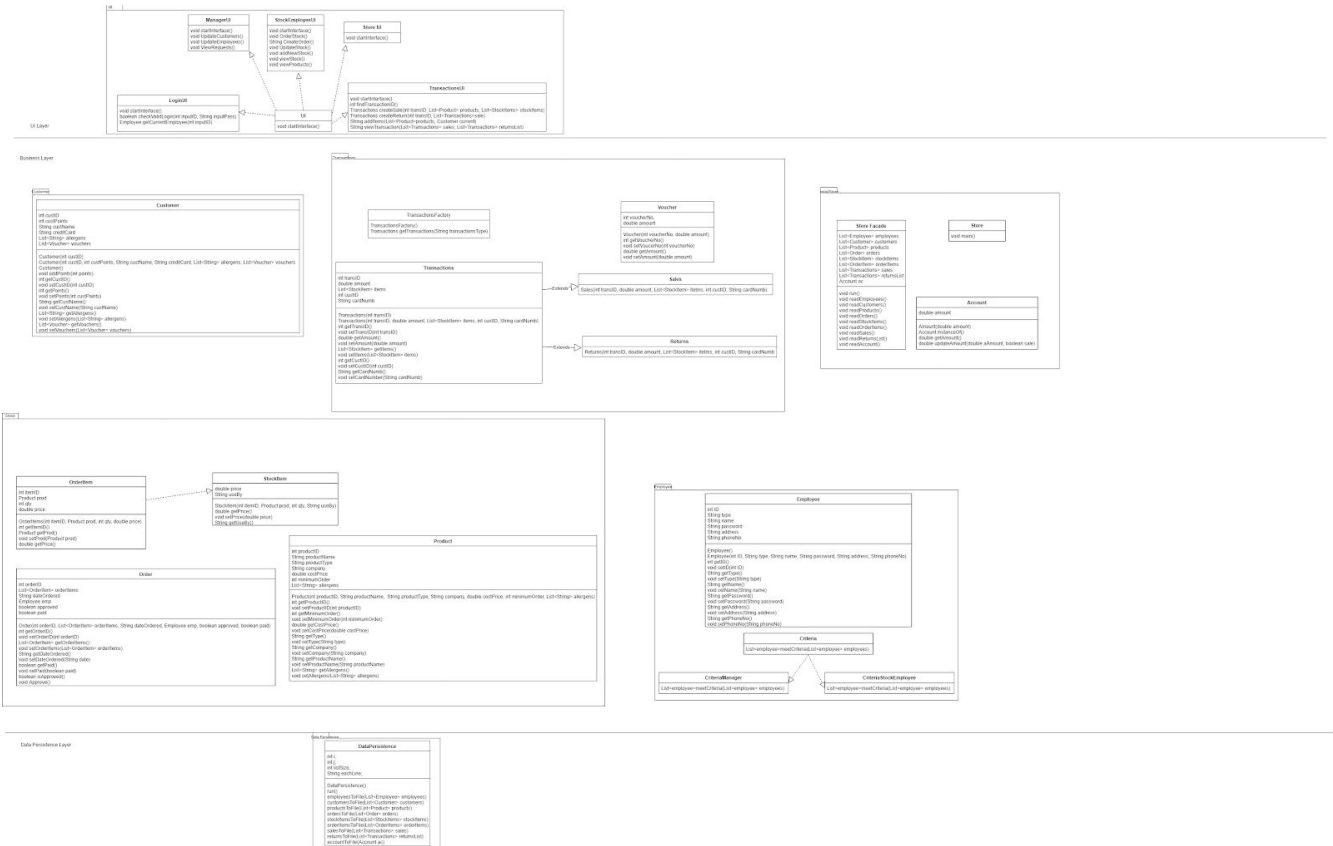 UI
ManagerUI
void startInterface()
void UpdateCustomers()
void UpdateEmployees()
void ViewRequests()
StockEmployeeUI
void startInterface()
void OrderStock()
String CreateOrder()
void UpdateStock()
void addNewStock()
void viewStock()
void viewProducts()
Store UI
void startInterface()
LoginUI
void startInterface()
boolean checkValidLogin(int inputID, String inputPass)
Employee getCurrentEmployee(int inputID)
UI
void startInterface()
TransactionsUI
void startInterface()
int findTransactionID()
Transactions createSale(int transID, List<Product> products, List<StockItems> stockItems)
Transactions createReturn(int transID, List<Transactions>sale)
String addItems(List<Product>products, Customer current)
String viewTransaction(List<Transactions> sales, List<Transactions> returnsList)
UI Layer
Business Layer
Customer
Customer
int custID
int custPoints
String custName
String creditCard
List<String> allergens
List<Voucher> vouchers
Customer(int custID)
Customer(int custID, int custPoints, String custName, String creditCard, List<String> allergens, List<Voucher> vouchers)
Customer()
void addPoints(int points)
int getCustID()
void setCustID(int custID)
int getPoints()
void setPoints(int custPoints)
String getCustName()
void setCustName(String custName)
List<String> getAllergens()
void setAllergens(List<String> allergens)
List<Voucher> getVouchers()
void setVouchers(List<Voucher> vouchers)
TransactionsFactory
TransactionsFactory()
Transactions getTransactions(String transactionsType)
Voucher
int voucherNo,
double amount
Voucher(int voucherNo, double amount)
int getVoucherNo()
void setVoucerNo(int voucherNo)
double getAmount()
void setAmount(double amount)
Transactions
int transID
double amount
List<StockItem> items
int custID
String cardNumb
Transactions(int transID)
Transactions(int transID, double amount, List<StockItem> items, int custID, String cardNumb)
int getTransID()
void setTransID(int transID)
double getAmount()
void setAmount(double amount)
List<StockItem> getItems()
void setItems(List<StockItem> items)
int getCustID()
void setCustID(int custID)
String getCardNumb()
void setCardNumber(String cardNumb)
Extends
Sales
Sales(int transID, double amount, List<StockItem> items, int custID, String cardNumb)
Extends
Returns
Returns(int transID, double amount, List<StockItem> items, int custID, String cardNumb)
Store Facade
List<Employee> employees
List<Customer> customers
List<Product> products
List<Order> orders
List<StockItem> stockItems
List<OrderItem> orderItems
List<Transactions> sales
List<Transactions> returnsList
Account ac
void run()
void readEmployees()
void readCustomers()
void readProducts()
void readOrders()
void readStockItems()
void readOrderItems()
void readSales()
void readReturnsList()
void readAccount()
Store
void main()
Account
double amount
Amount(double amount)
Account instanceOf()
double getAmount()
double updateAmount(double aAmount, boolean sale)
Stock
OrderItem
int itemID
Product prod
int qty
double price
OrderItems(int itemID, Product prod, int qty, double price)
int getItemID()
Product getProd()
void setProd(Product prod)
double getPrice()
StockItem
double price
String useBy
StockItem(int itemID, Product prod, int qty, String useBy)
double getPrice()
void setPrice(double price)
String getUseBy()
Order
int orderID
List<OrderItem> orderItems
String dateOrdered
Employee emp
boolean approved
boolean paid
Order(int orderID, List<OrderItem> orderItems, String dateOrdered, Employee emp, boolean approved, boolean paid)
int getOrderID()
void setOrderID(int orderID)
List<OrderItem> getOrderItems()
void setOrderItems(List<OrderItem> orderItems)
String getDateOrdered()
void setDateOrdered(String date)
boolean getPaid()
void setPaid(boolean paid)
boolean isApproved()
void Approve()
Product
int productID
String productName
String productType
String company
double costPrice
int minimumOrder
List<String> allergens
Product(int productID, String productName, String productType, String company, double costPrice, int minimumOrder, List<String> allergens)
int getProductID()
void setProductID(int productID)
int getMinimumOrder()
void setMinimumOrder(int minimumOrder)
double getCostPrice()
void setCostPrice(double costPrice)
String getType()
void setType(String type)
String getCompany()
void setCompany(String company)
String getProductName()
void setProductName(String productName)
List<String> getAllergens()
void setAllergens(List<String> allergens)
Employee
Employee
int ID
String type
String name
String password
String address
String phoneNo
Employee()
Employee(int ID, String type, String name, String password, String address, String phoneNo)
int getID()
void setID(int ID)
String getType()
void setType(String type)
String getName()
void setName(String name)
String getPassword()
void setPassword(String password)
String getAddress()
void setAddress(String address)
String getPhoneNo()
void setPhoneNo(String phoneNo)
Criteria
List<employee>meetCriteria(List<employee> employees)
CriteriaManager
List<employee>meetCriteria(List<employee> employees)
CriteriaStockEmployee
List<employee>meetCriteria(List<employee> employees)
Data Persistence Layer
Data Persistence
DataPersistence
int i,
int j,
int listSize,
String eachLine,
DataPersistence()
run()
employeesToFile(List<Employee> employees)
customersToFile(List<Customer> customers)
productsToFile(List<Product> products)
ordersToFile(List<Order> orders)
stockItemsToFile(List<StockItems> stockItems)
orderItemsToFile(List<OrderItems> orderItems)
salesToFile(List<Transactions> sales)
returnsToFile(List<Transactions> returnsList)
accountToFile(Account ac)